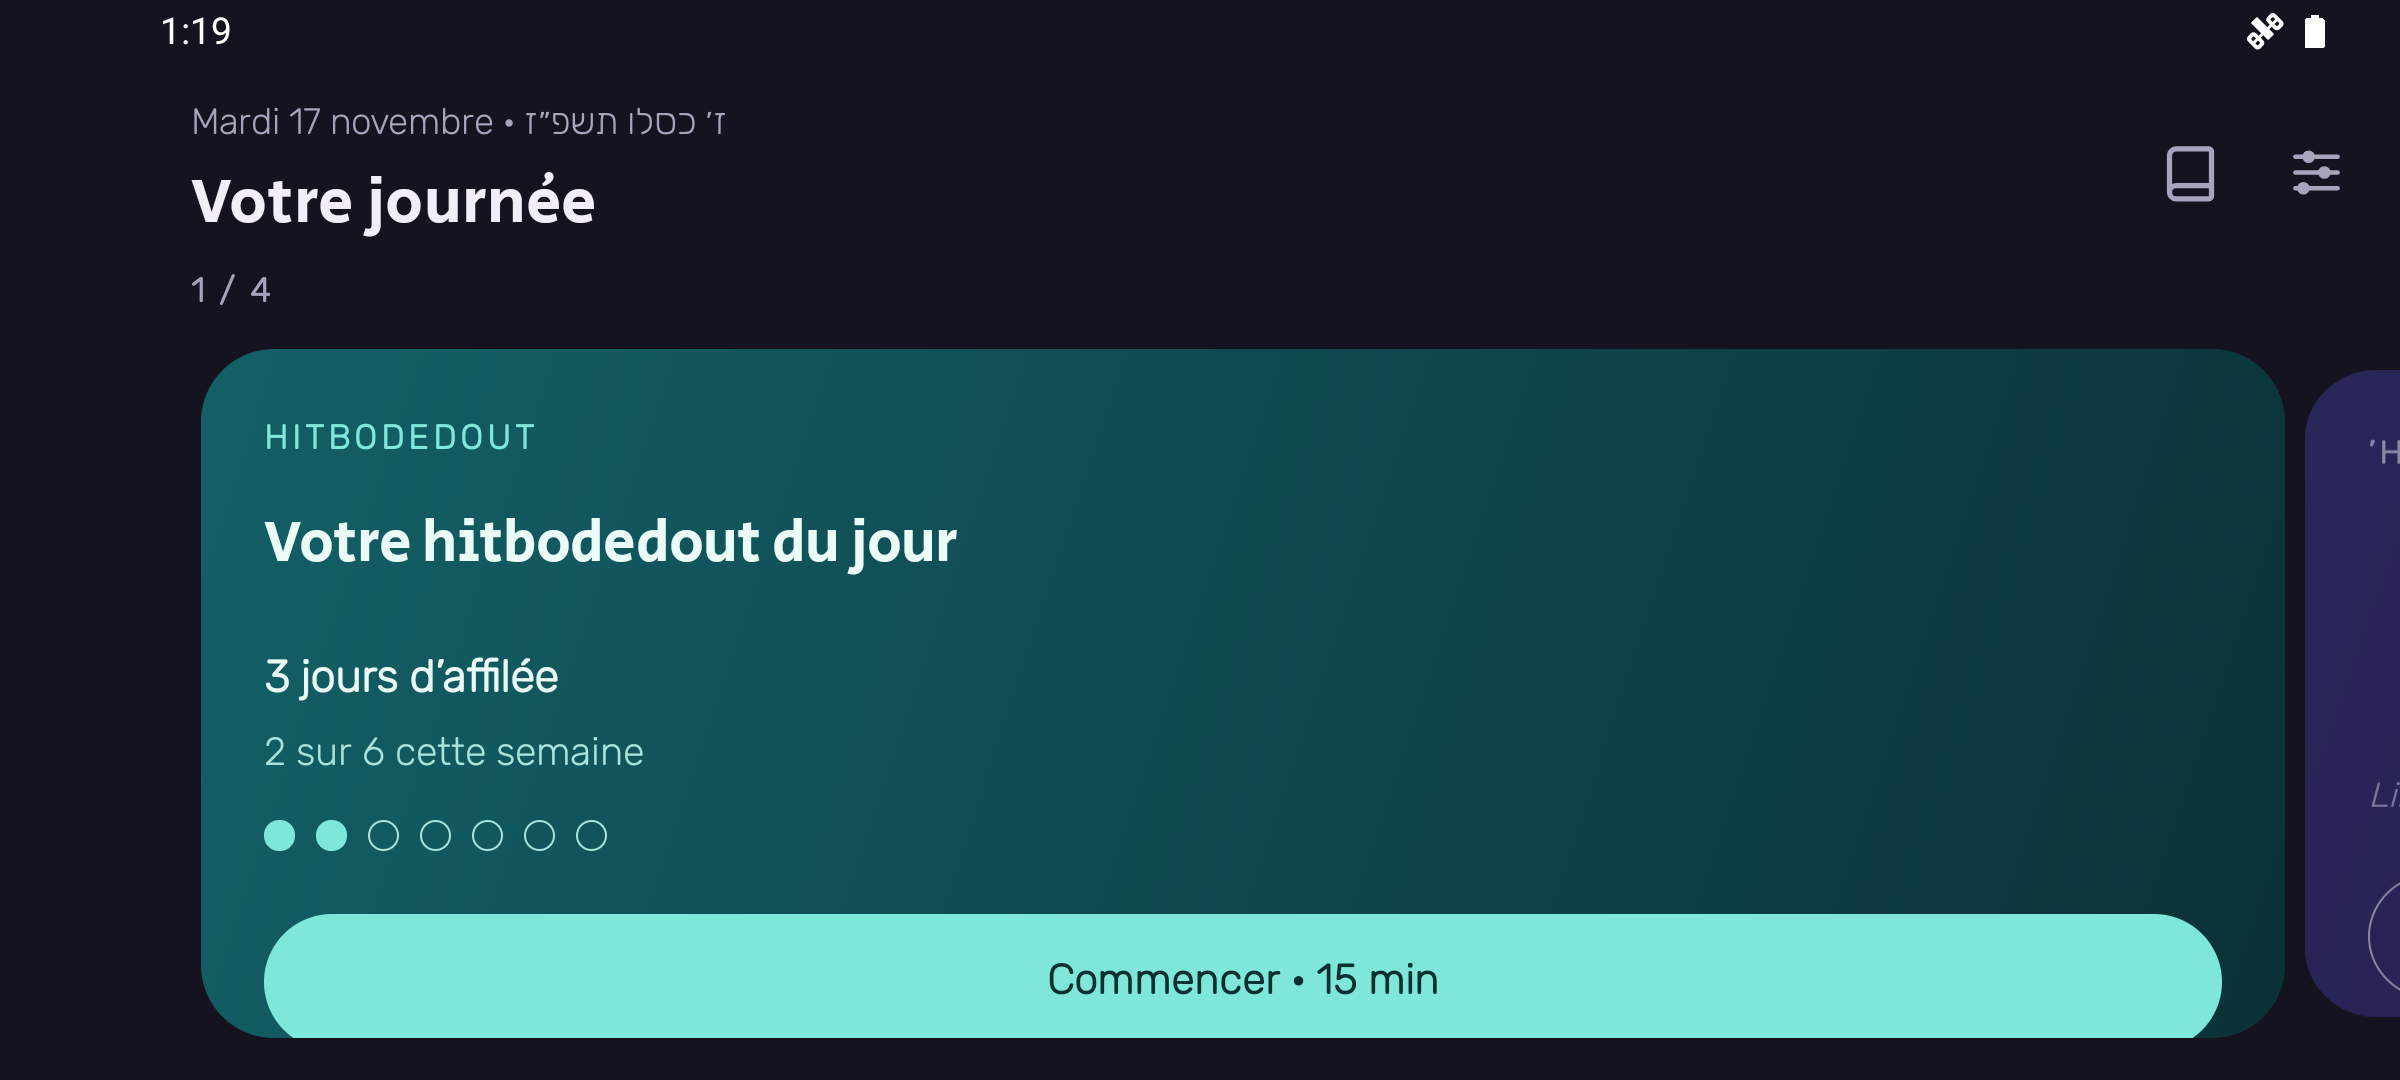 1:19
Mardi 17 novembre • ז׳ כסלו תשפ״ז
Votre journée
1 / 4
HITBODEDOUT
Votre hitbodedout du jour
3 jours d’affilée
2 sur 6 cette semaine
Commencer • 15 min